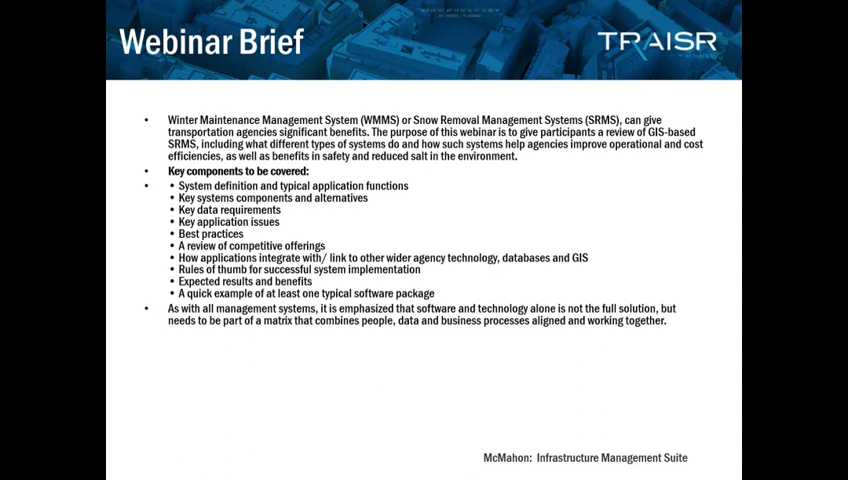 Webinar Brief
TRAISR
• Winter Maintenance Management System (WMMS) or Snow Removal Management Systems (SRMS), can give
transportation agencies significant benefits. The purpose of this webinar is to give participants a review of GIS-based
SRMS, including what different types of systems do and how such systems help agencies improve operational and cost
efficiencies, as well as benefits in safety and reduced salt in the environment.
• Key components to be covered:
• • System definition and typical application functions
• Key systems components and alternatives
• Key data requirements
• Key application issues
• Best practices
• A review of competitive offerings
• How applications integrate with/ link to other wider agency technology, databases and GIS
• Rules of thumb for successful system implementation
• Expected results and benefits
• A quick example of at least one typical software package
• As with all management systems, it is emphasized that software and technology alone is not the full solution, but
needs to be part of a matrix that combines people, data and business processes aligned and working together.
McMahon: Infrastructure Management Suite